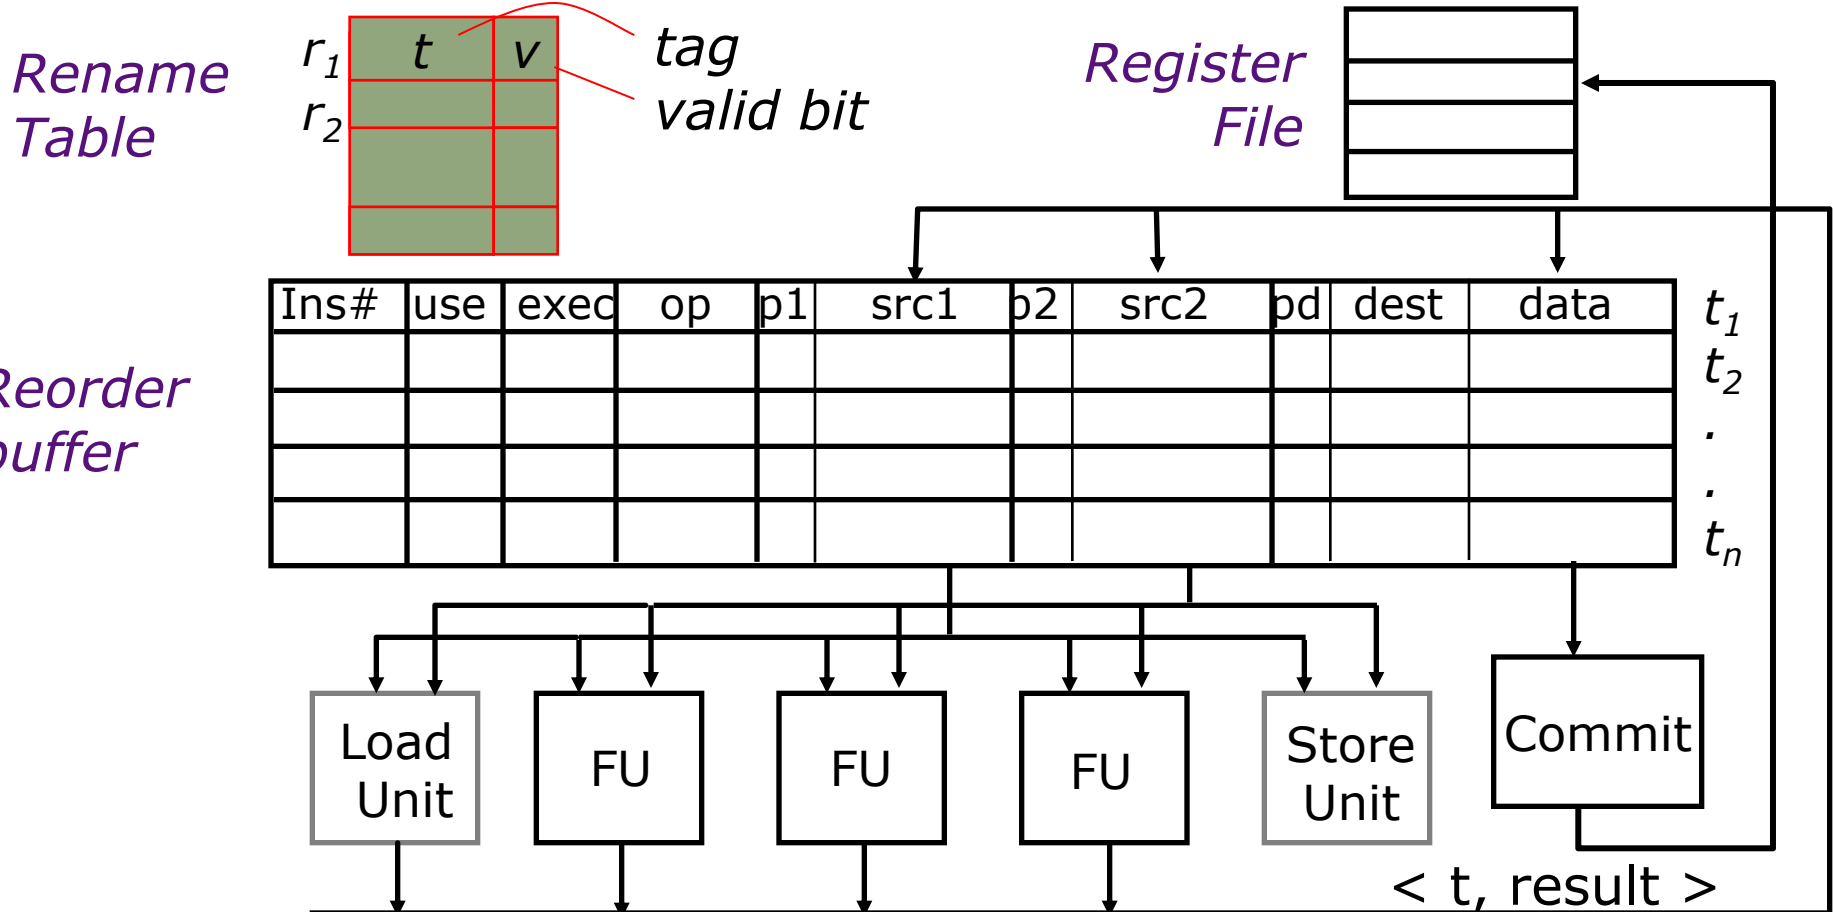 Rename
Table
r1
r2
t
v
tag
valid bit
Register
File
Reorder
buffer
Ins# use exec op p1 src1 p2 src2 pd dest data
t1
t2
.
.
tn
Load
Unit
FU
FU
FU
Store
Unit
Commit
< t, result >